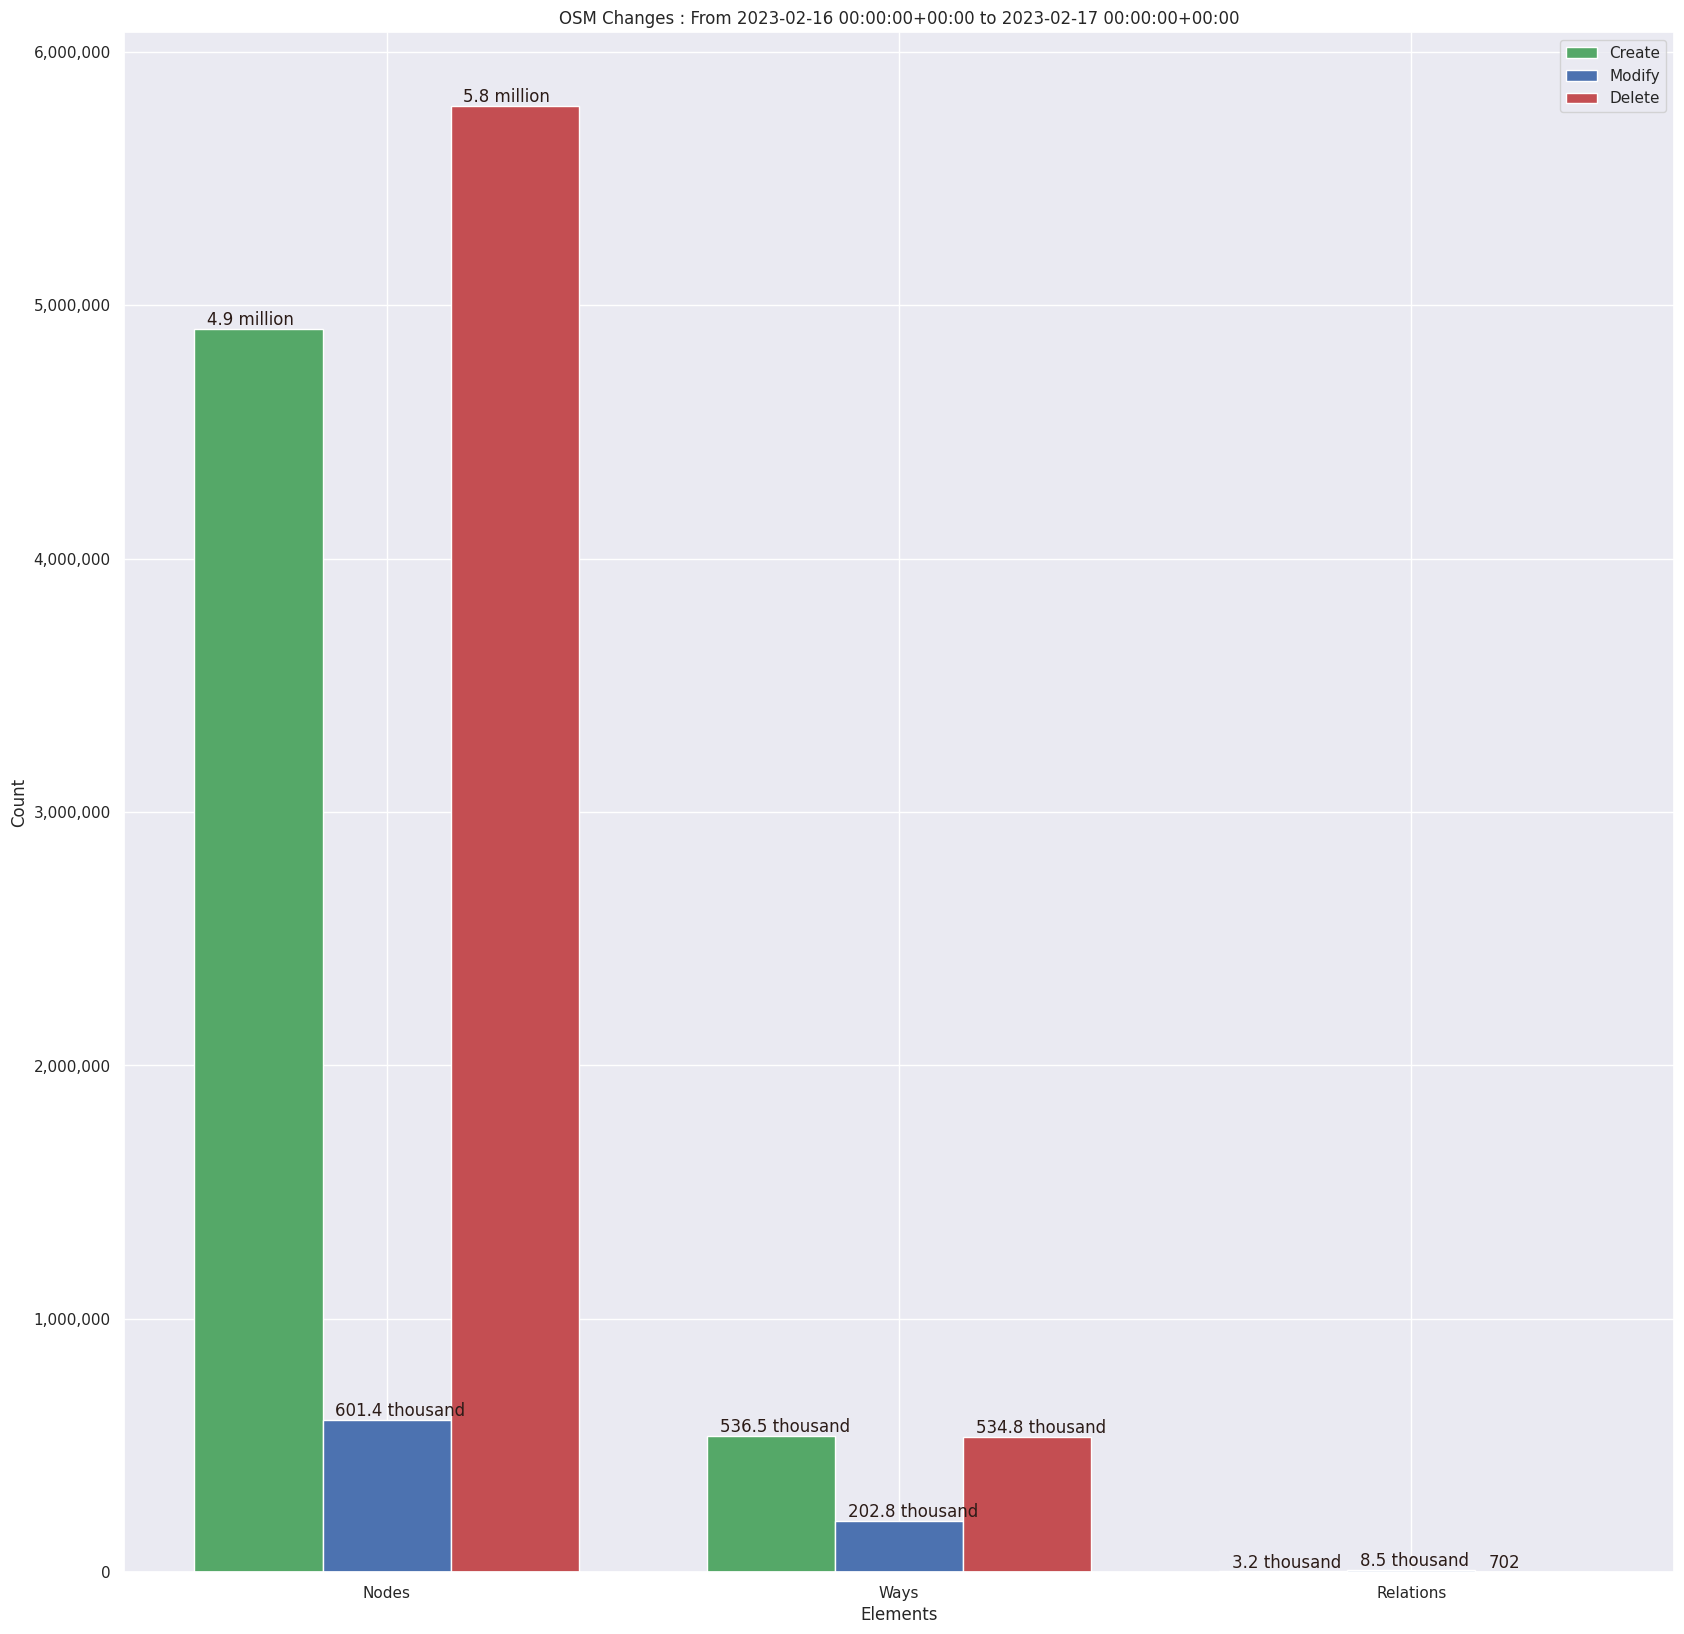 OSM Changes : From 2023-02-16 00:00:00+00:00 to 2023-02-17 00:00:00+00:00
Create
Modify
Delete
6,000,000
5,000,000
4,000,000
3,000,000
2,000,000
1,000,000
0
Count
4.9 million
601.4 thousand
5.8 million
536.5 thousand
202.8 thousand
534.8 thousand
3.2 thousand
8.5 thousand
702
Nodes
Ways
Relations
Elements